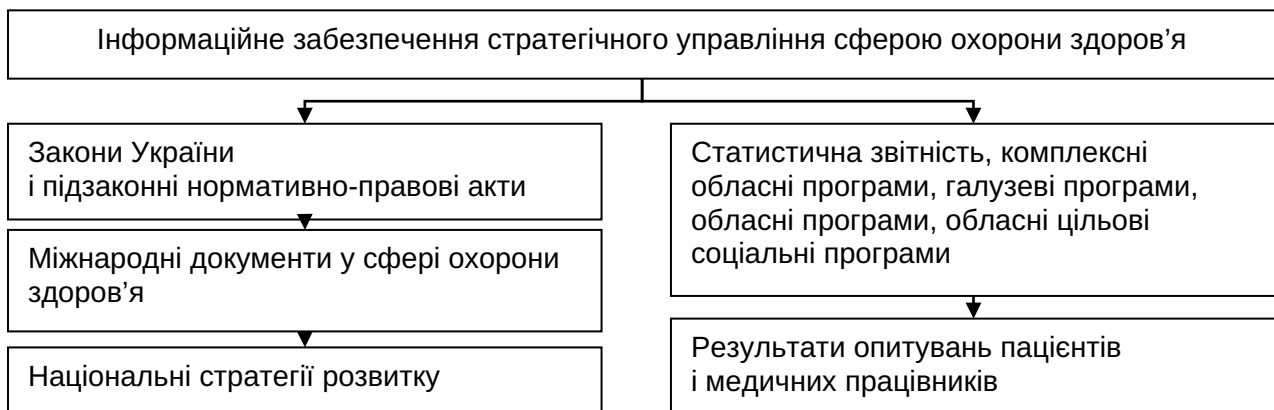 Інформаційне забезпечення стратегічного управління сферою охорони здоров’я
Закони України
і підзаконні нормативно-правові акти
Міжнародні документи у сфері охорони
здоров’я
Національні стратегії розвитку
Статистична звітність, комплексні
обласні програми, галузеві програми,
обласні програми, обласні цільові
соціальні програми
Результати опитувань пацієнтів
і медичних працівників